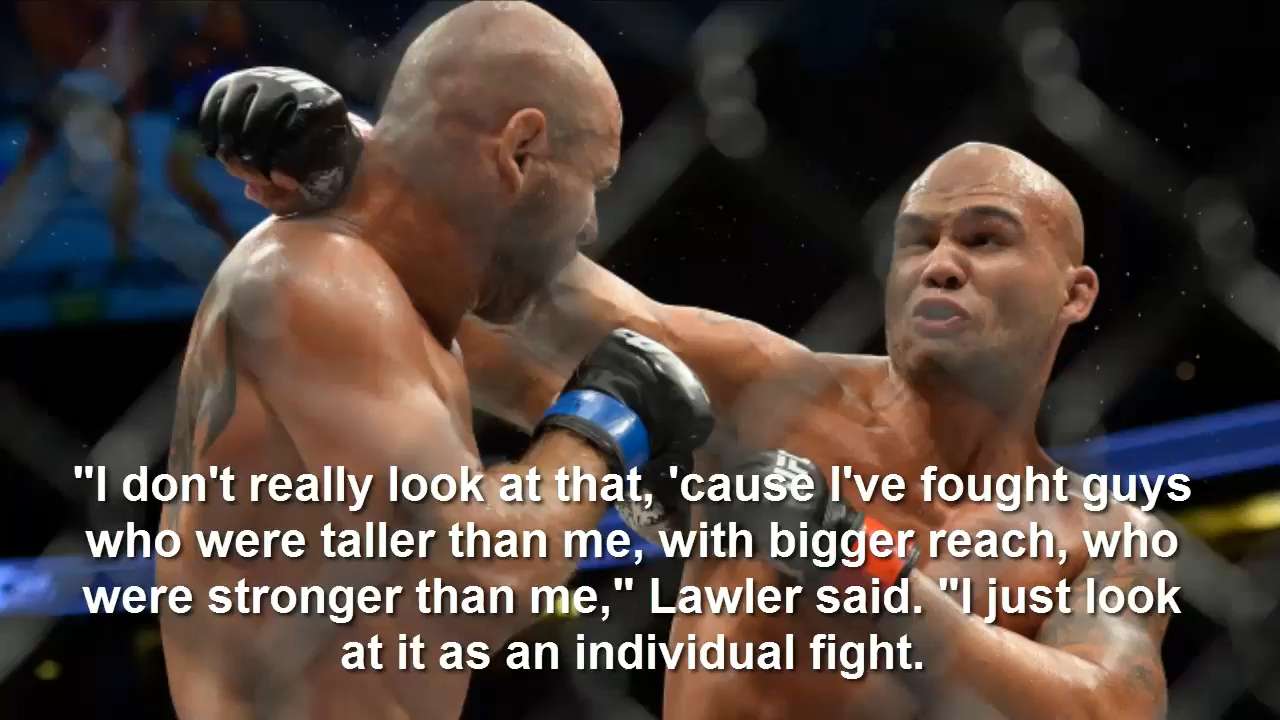 "I don't really look at that, 'cause I've fought guys
who were taller than me, with bigger reach, who
were stronger than me," Lawler said. "I just look
at it as an individual fight.